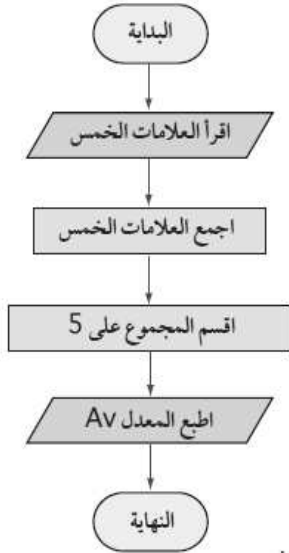 البداية
اقرأ العلامات الخمس
اجمع العلامات الخمس
اقسم المجموع على 5
اطبع المعدل Av
النهاية